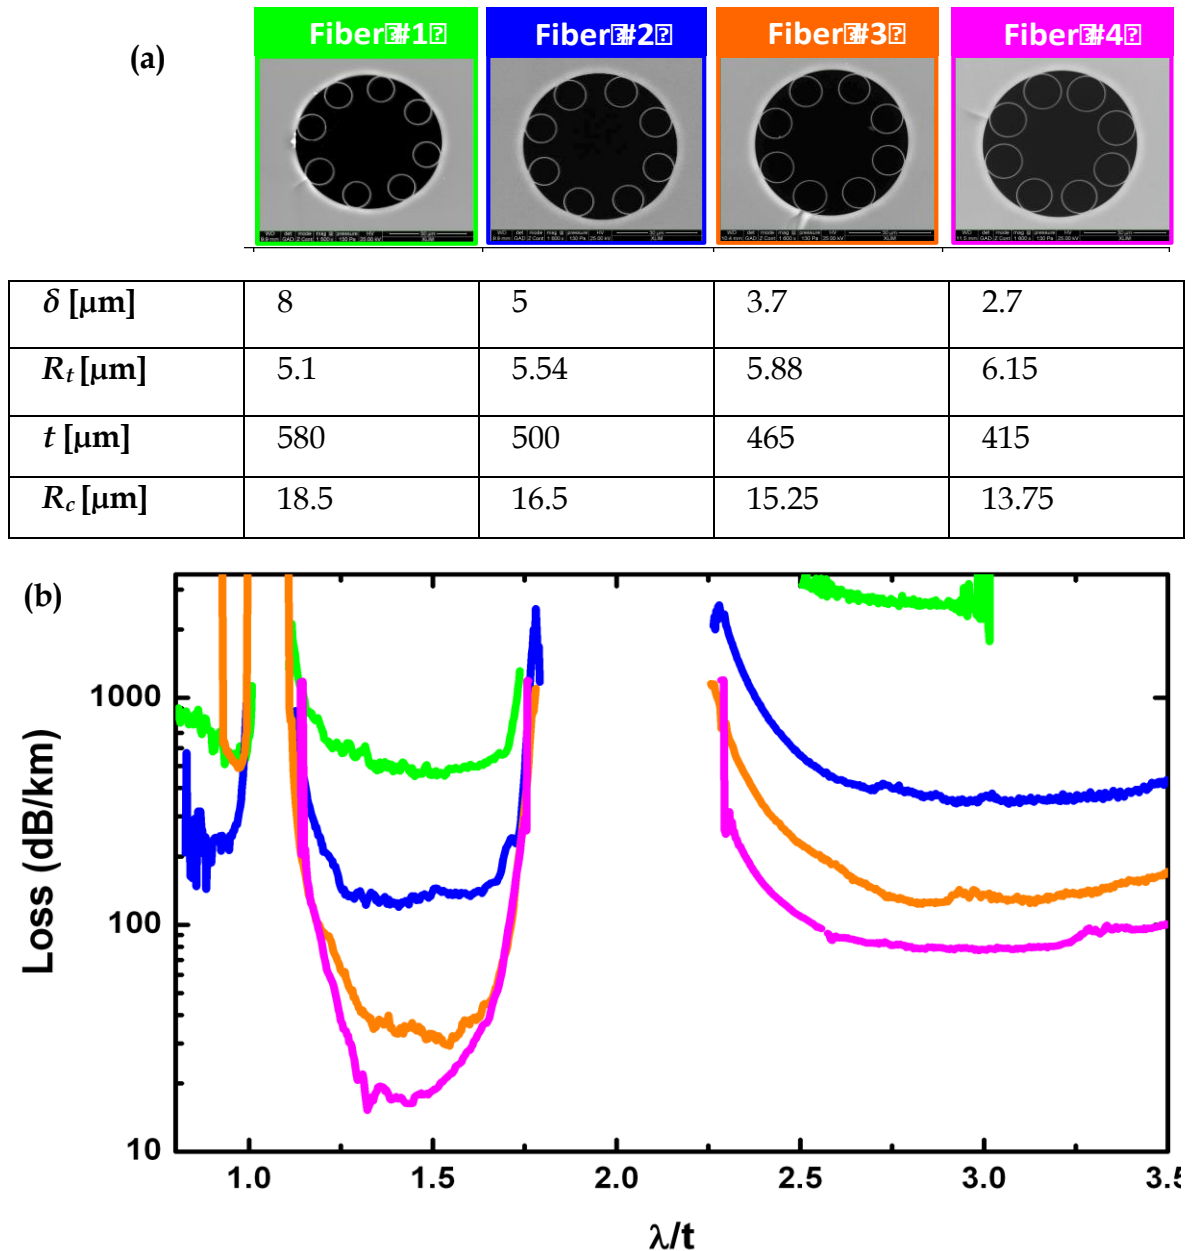 (a)
Fiber #1 Fiber #2 Fiber #3 Fiber #4
δ [μm] 8 5 3.7 2.7
Rt [μm] 5.1 5.54 5.88 6.15
t [μm] 580 500 465 415
Rc [μm] 18.5 16.5 15.25 13.75
(b)
Loss (dB/km)
1000
100
10
1.0 1.5 2.0 2.5 3.0 3.5
λ/t